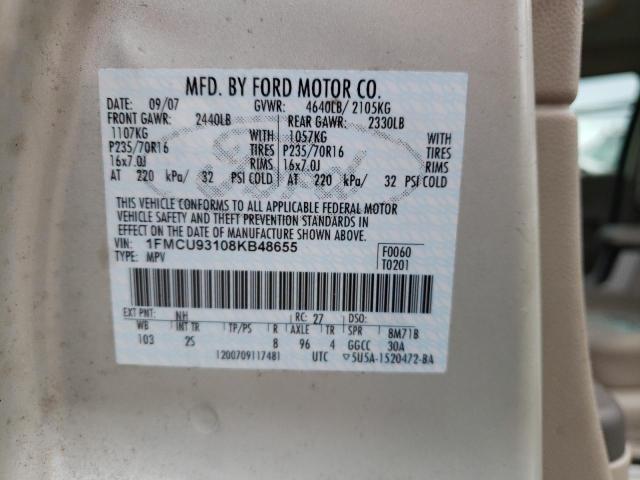 MFD. BY FORD MOTOR CO.
DATE: 09/07 GVWR: 4640LB/ 2105KG
FRONT GAWR: 2440LB REAR GAWR: 2330LB
1107KG WITH 1057KG WITH
P235/70R16 TIRES P235/70R16 TIRES
16x7.0J RIMS 16x7.0J RIMS
AT 220 kPa/ 32 PSI COLD AT 220 kPa/ 32 PSI COLD
THIS VEHICLE CONFORMS TO ALL APPLICABLE FEDERAL MOTOR
VEHICLE SAFETY AND THEFT PREVENTION STANDARDS IN
EFFECT ON THE DATE OF MANUFACTURE SHOWN ABOVE.
VIN: 1FMCU93108KB48655 F0060
TYPE: MPV T0201
EXT PNT: NH RC: 27 DSO:
WB INT TR TP/PS R AXLE TR SPR 8M71B
103 2S 8 96 4 GGCC 30A
1200709117481 UTC ▽5U5A-1520472-BA
Ford